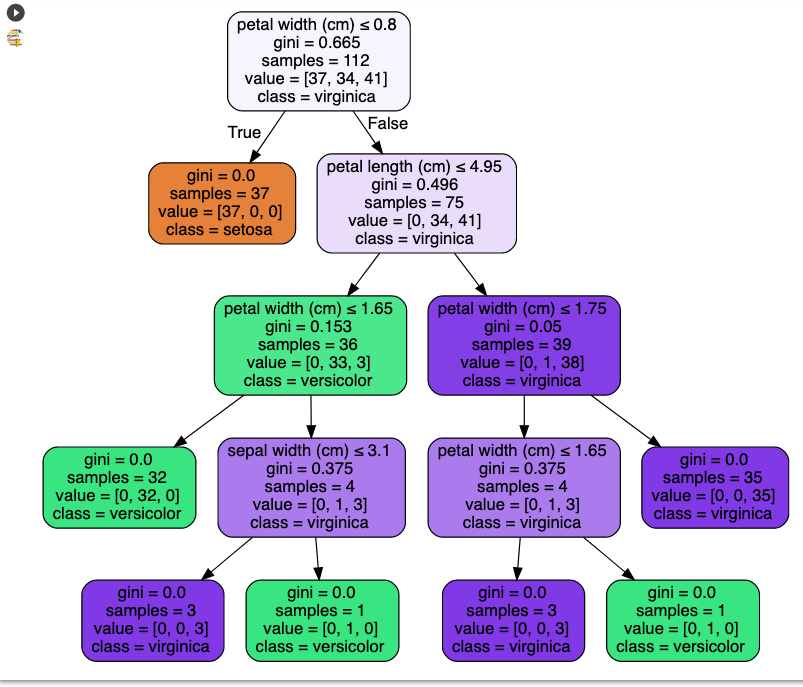 petal width (cm) ≤ 0.8
gini = 0.665
samples = 112
value = [37, 34, 41]
class = virginica
True
False
gini = 0.0
samples = 37
value = [37, 0, 0]
class = setosa
petal length (cm) ≤ 4.95
gini = 0.496
samples = 75
value = [0, 34, 41]
class = virginica
petal width (cm) ≤ 1.65
gini = 0.153
samples = 36
value = [0, 33, 3]
class = versicolor
petal width (cm) ≤ 1.75
gini = 0.05
samples = 39
value = [0, 1, 38]
class = virginica
gini = 0.0
samples = 32
value = [0, 32, 0]
class = versicolor
sepal width (cm) ≤ 3.1
gini = 0.375
samples = 4
value = [0, 1, 3]
class = virginica
petal width (cm) ≤ 1.65
gini = 0.375
samples = 4
value = [0, 1, 3]
class = virginica
gini = 0.0
samples = 35
value = [0, 0, 35]
class = virginica
gini = 0.0
samples = 3
value = [0, 0, 3]
class = virginica
gini = 0.0
samples = 1
value = [0, 1, 0]
class = versicolor
gini = 0.0
samples = 3
value = [0, 0, 3]
class = virginica
gini = 0.0
samples = 1
value = [0, 1, 0]
class = versicolor